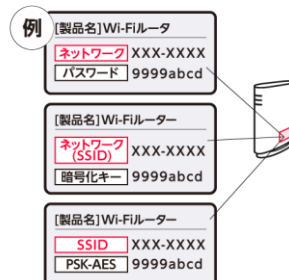 例
[製品名]Wi-Fiルータ
ネットワーク XXX-XXXX
パスワード 9999abcd
[製品名]Wi-Fiルーター
ネットワーク
(SSID) XXX-XXXX
暗号化キー 9999abcd
[製品名]Wi-Fiルーター
SSID XXX-XXXX
PSK-AES 9999abcd